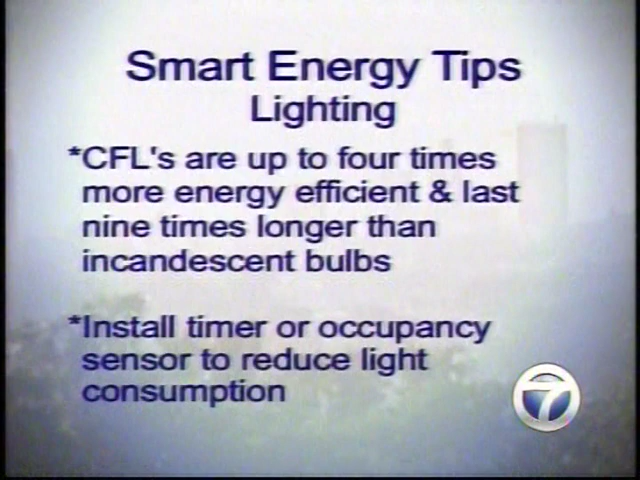 Smart Energy Tips
Lighting
*CFL's are up to four times
more energy efficient & last
nine times longer than
incandescent bulbs
*Install timer or occupancy
sensor to reduce light
consumption
7